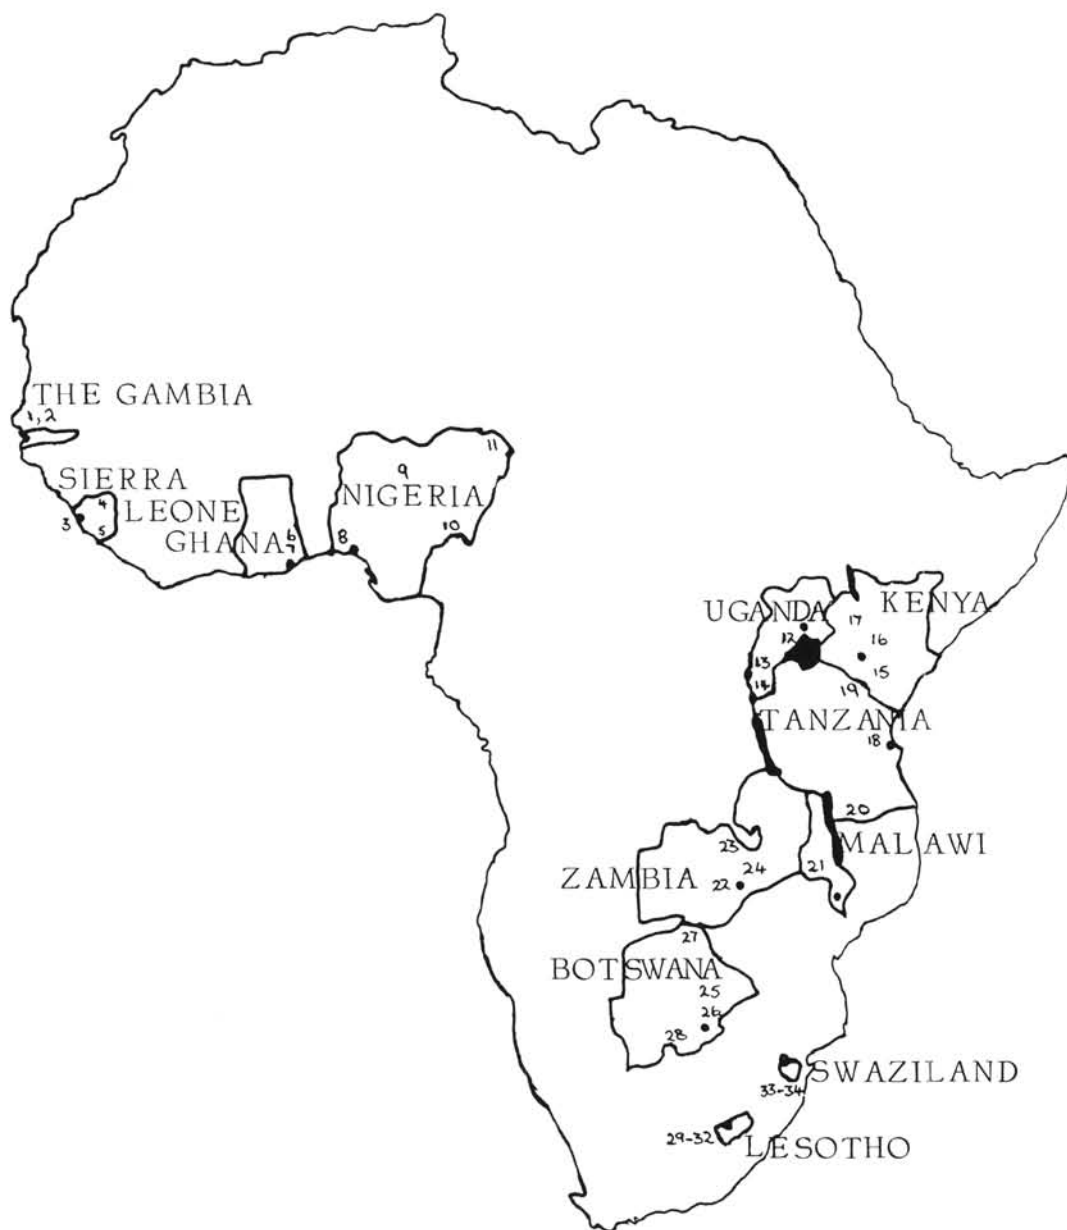 THE GAMBIA
1, 2
SIERRA
LEONE
3
4
5
GHANA
6
7
NIGERIA
8
9
10
11
UGANDA
12
13
14
KENYA
17
16
15
19
TANZANIA
18
20
MALAWI
21
ZAMBIA
22
23
24
BOTSWANA
27
25
26
28
SWAZILAND
33-34
LESOTHO
29-32